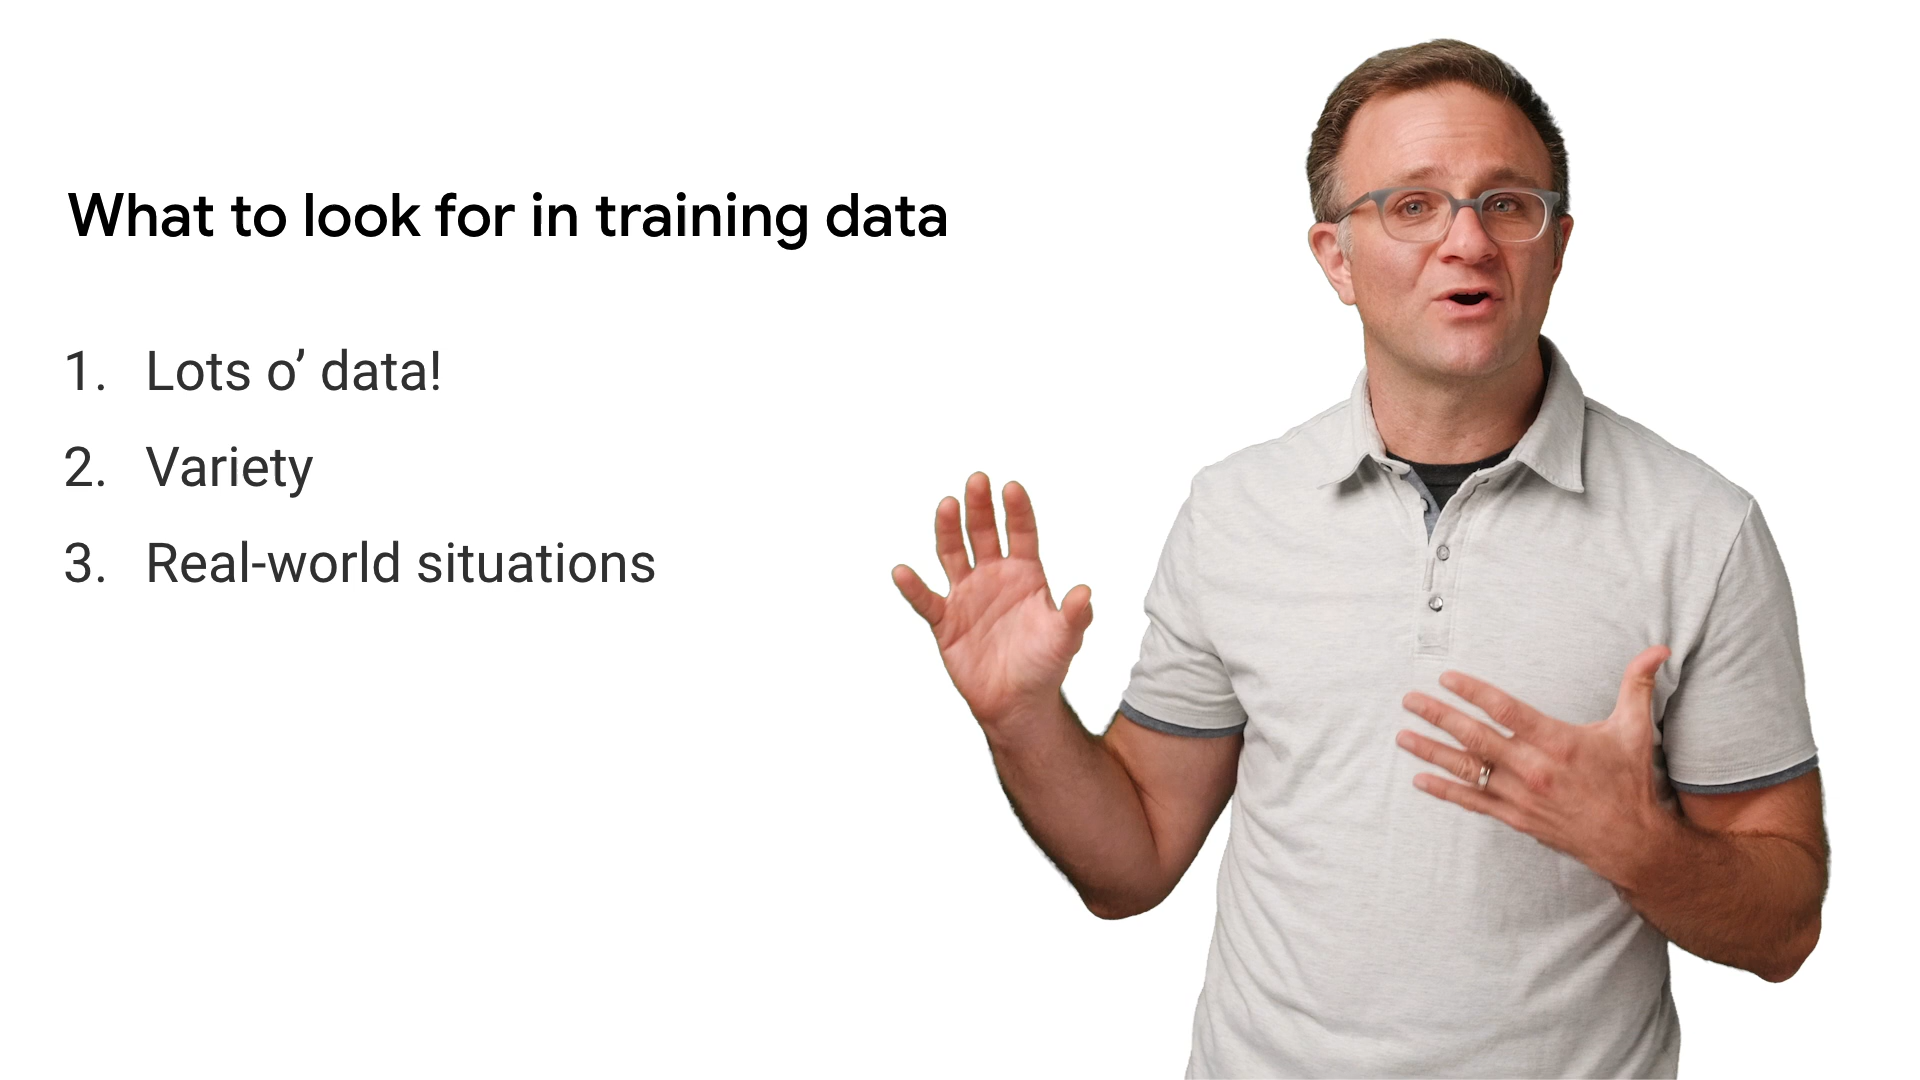 What to look for in training data
1. Lots o’ data!
2. Variety
3. Real-world situations